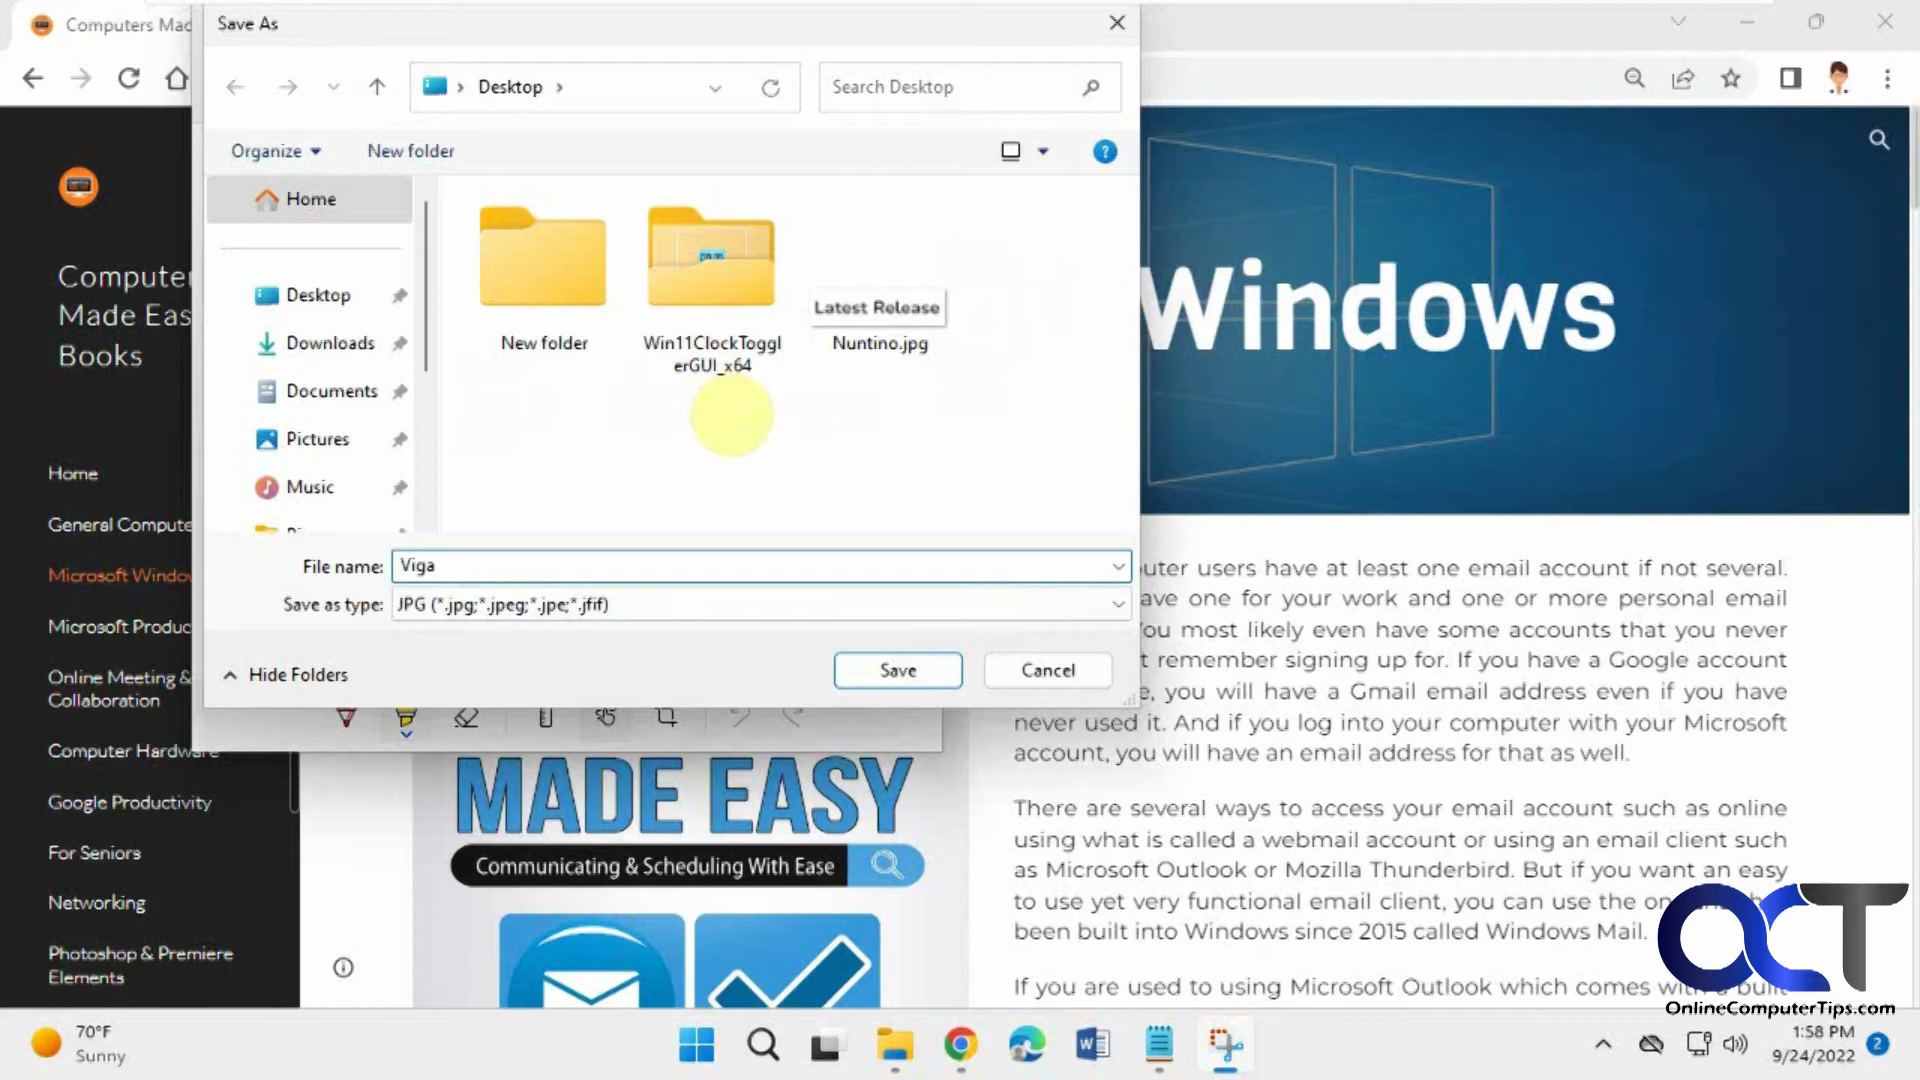 Computers Mad
Save As
Desktop
Search Desktop
Organize
New folder
?
Home
Desktop
Downloads
Documents
Pictures
Music
New folder
Win11ClockToggl
erGUI_x64
Latest Release
Nuntino.jpg
File name:
Viga
Save as type:
JPG (*.jpg;*.jpeg;*.jpe;*.jfif)
Hide Folders
Save
Cancel
Computer
Made Eas
Books
Home
General Compute
Microsoft Window
Microsoft Produc
Online Meeting &
Collaboration
Computer Hardware
Google Productivity
For Seniors
Networking
Photoshop & Premiere
Elements
Windows
MADE EASY
Communicating & Scheduling With Ease
uter users have at least one email account if not several.
ave one for your work and one or more personal email
You most likely even have some accounts that you never
t remember signing up for. If you have a Google account
e, you will have a Gmail email address even if you have
never used it. And if you log into your computer with your Microsoft
account, you will have an email address for that as well.
There are several ways to access your email account such as online
using what is called a webmail account or using an email client such
as Microsoft Outlook or Mozilla Thunderbird. But if you want an easy
to use yet very functional email client, you can use the on
been built into Windows since 2015 called Windows Mail.
If you are used to using Microsoft Outlook which comes with a built
OCT
OnlineComputerTips.com
70°F
Sunny
W
1:58 PM
9/24/2022
2